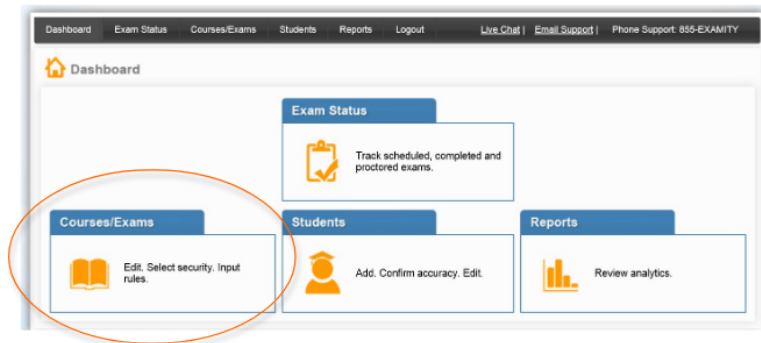 Dashboard Exam Status Courses/Exams Students Reports Logout Live Chat | Email Support | Phone Support: 855-EXAMITY
Dashboard
Exam Status
Track scheduled, completed and
proctored exams.
Courses/Exams
Edit. Select security. Input
rules.
Students
Add. Confirm accuracy. Edit.
Reports
Review analytics.